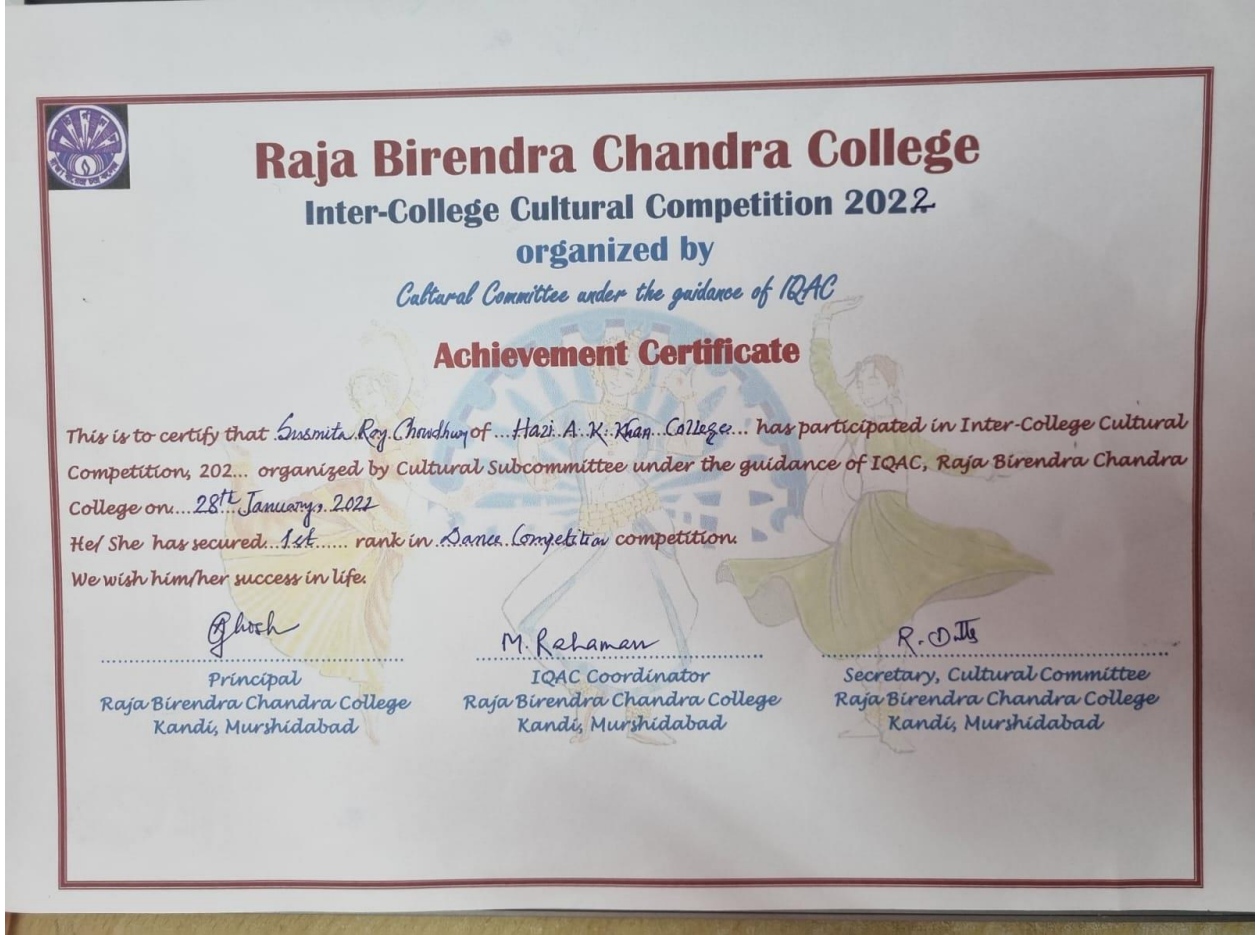 Raja Birendra Chandra College
Inter-College Cultural Competition 2022
organized by
Cultural Committee under the guidance of IQAC
Achievement Certificate
This is to certify that Susmita Roy Chowdhury of ... Hazi A. K. Khan College... has participated in Inter-College Cultural
Competition, 202... organized by Cultural Subcommittee under the guidance of IQAC, Raja Birendra Chandra
College on... 28th January, 2022
He/ She has secured...1st...... rank in ..Dance Competition competition.
We wish him/her success in life.
Ghosh
M. Rahaman
R.
Principal
IQAC Coordinator
Secretary, Cultural Committee
Raja Birendra Chandra College
Raja Birendra Chandra College
Raja Birendra Chandra College
Kandi, Murshidabad
Kandi, Murshidabad
Kandi, Murshidabad